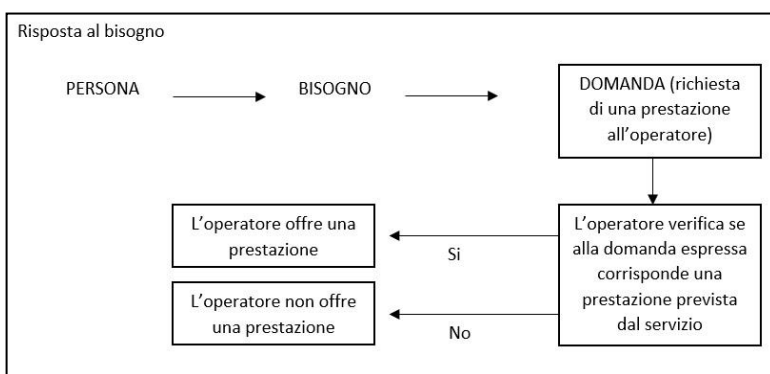 Risposta al bisogno
PERSONA
BISOGNO
DOMANDA (richiesta
di una prestazione
all'operatore)
L'operatore offre una
prestazione
Si
L'operatore verifica se
alla domanda espressa
corrisponde una
prestazione prevista
dal servizio
L'operatore non offre
una prestazione
No